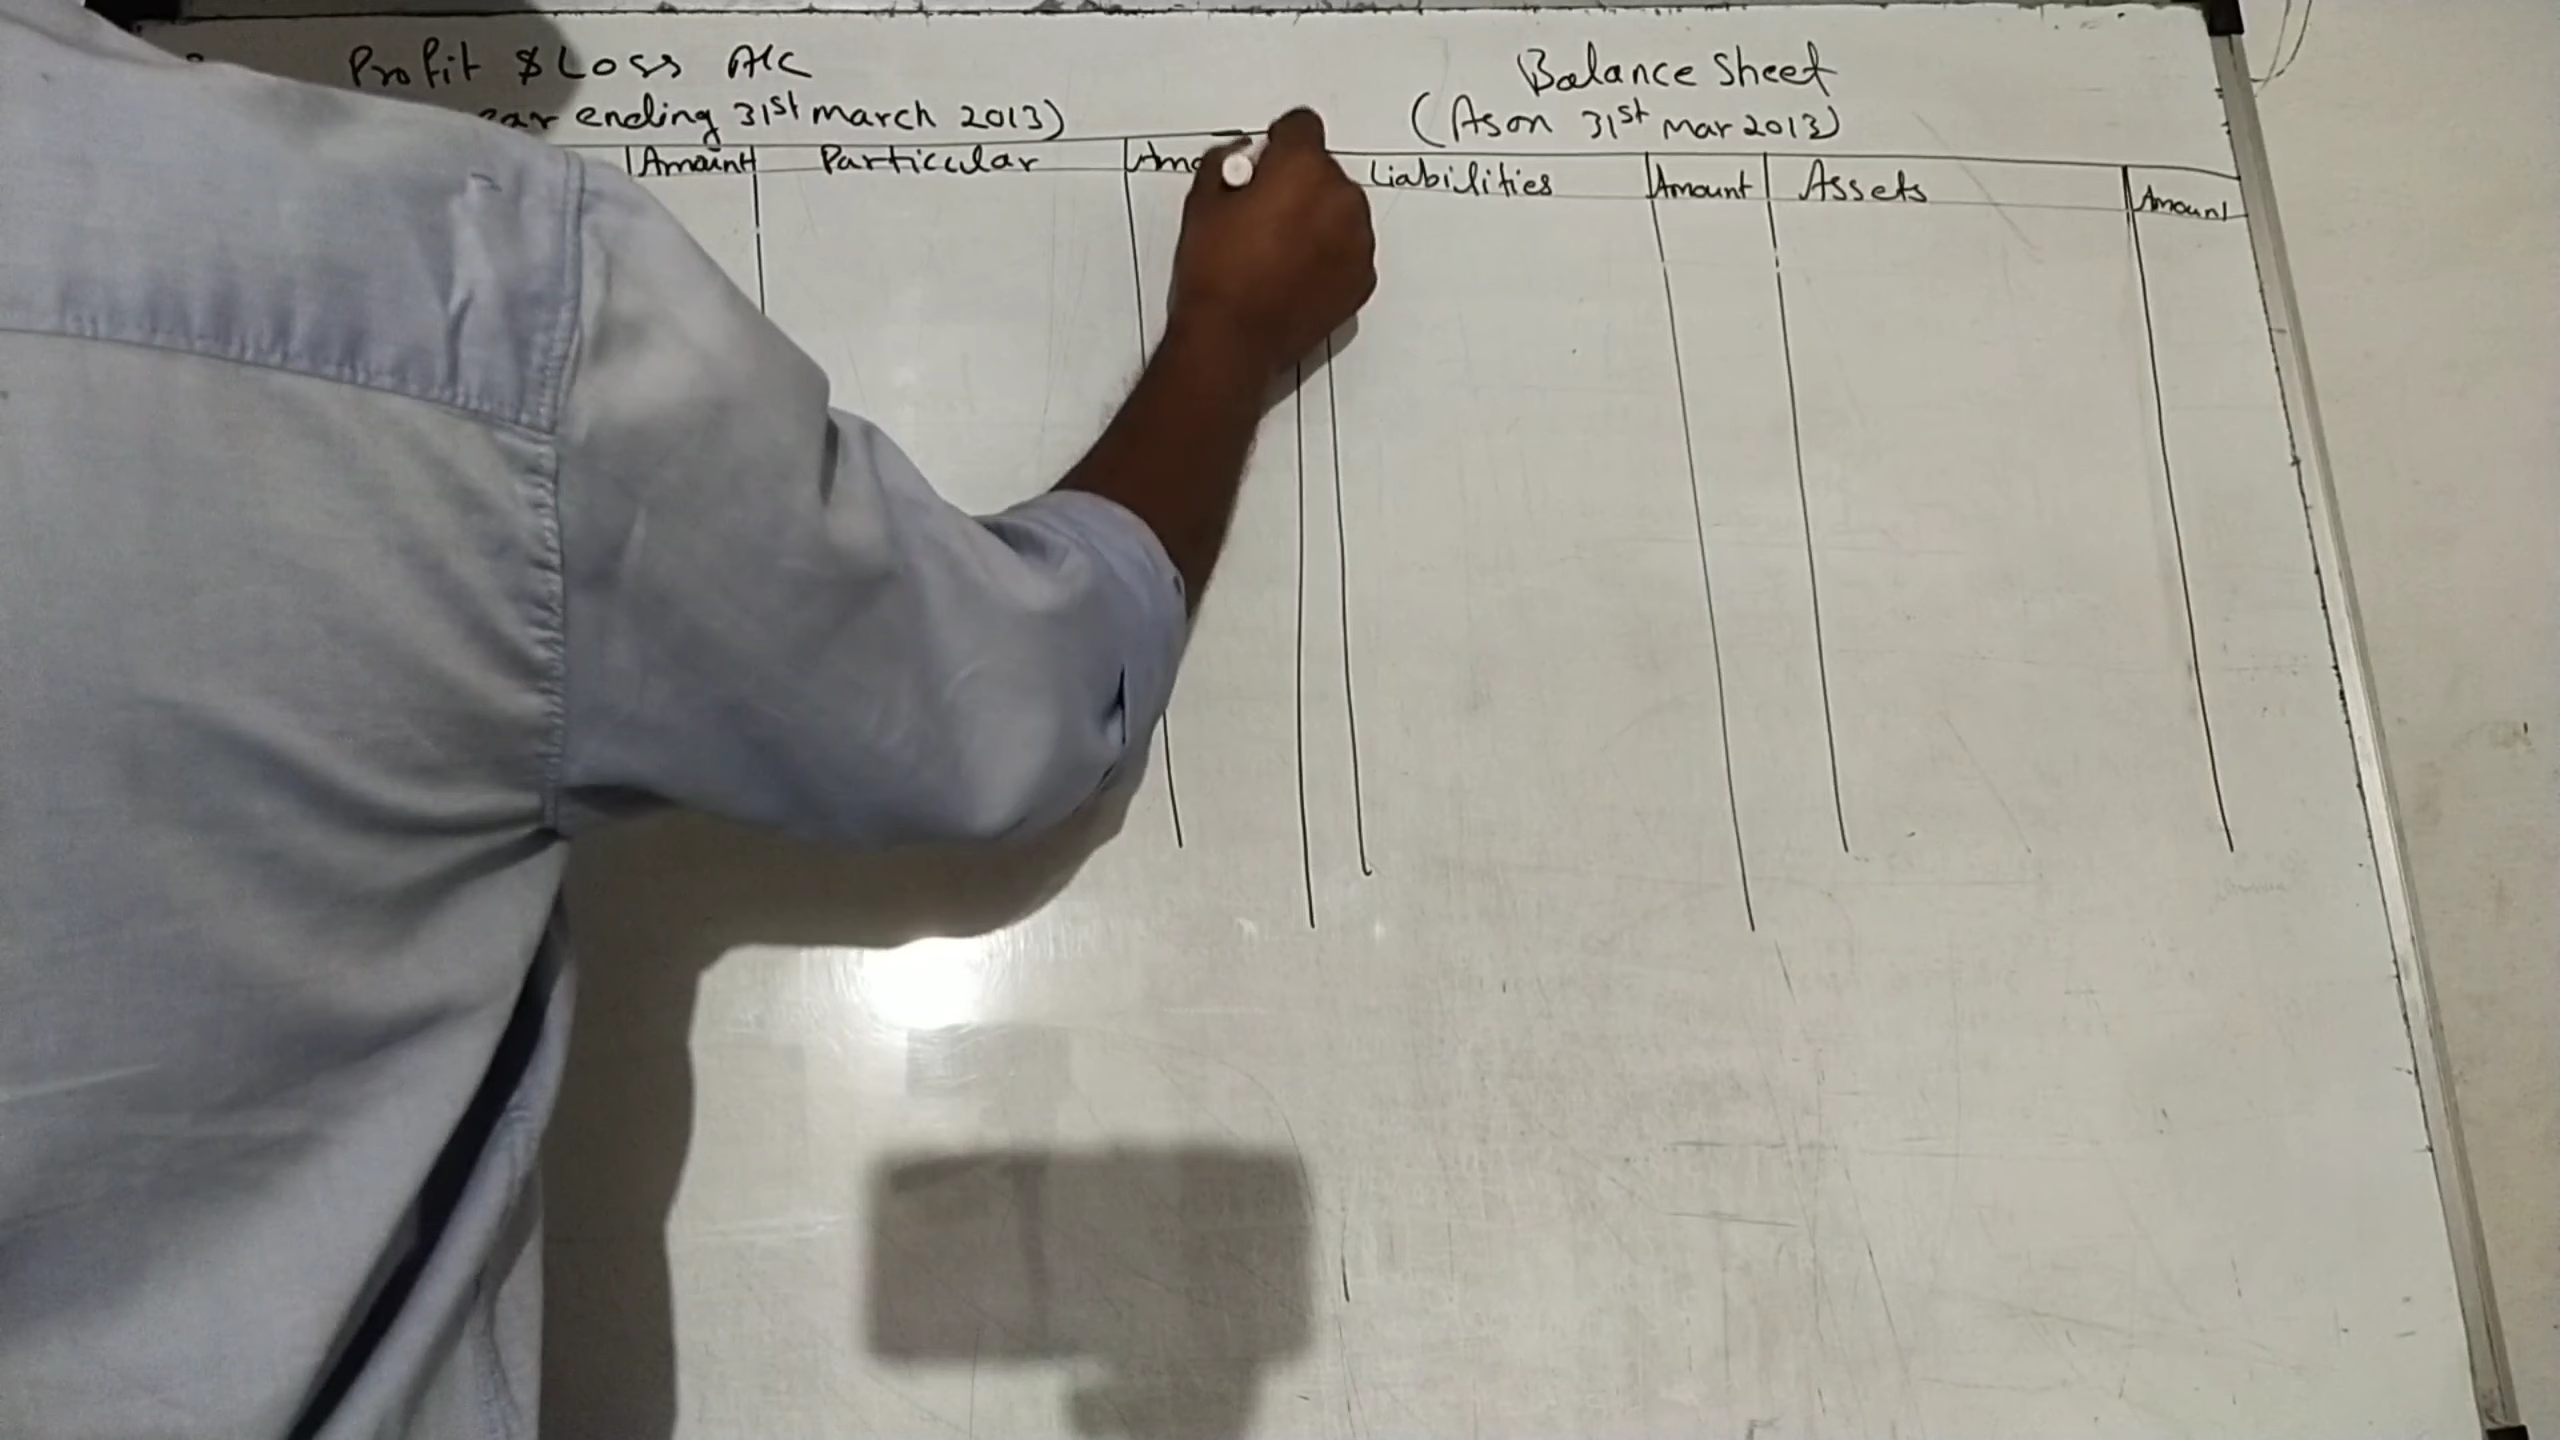 Profit & Loss A/C
ending 31st march 2013)
Amount Particular
Balance Sheet
(As on 31st Mar 2013)
Liabilities Amount Assets Amount